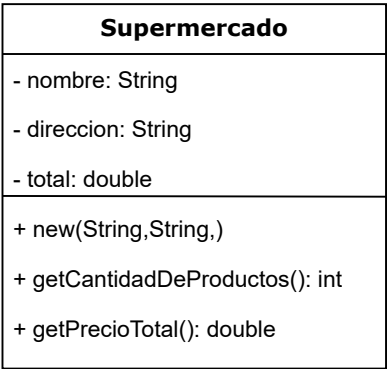 Supermercado
- nombre: String
- direccion: String
- total: double
+ new(String,String,)
+ getCantidadDeProductos(): int
+ getPrecioTotal(): double